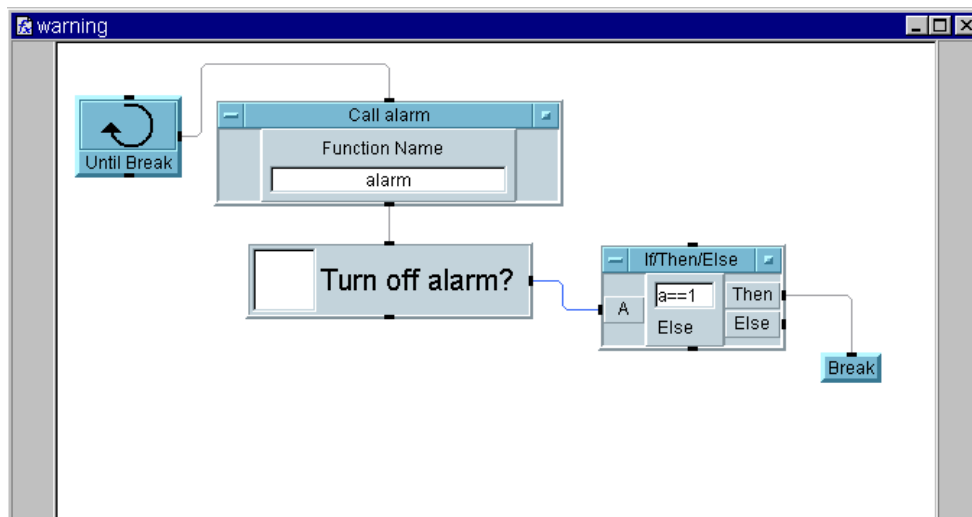 warning
Until Break
Call alarm
Function Name
alarm
Turn off alarm?
If/Then/Else
A
a==1
Then
Else
Else
Break